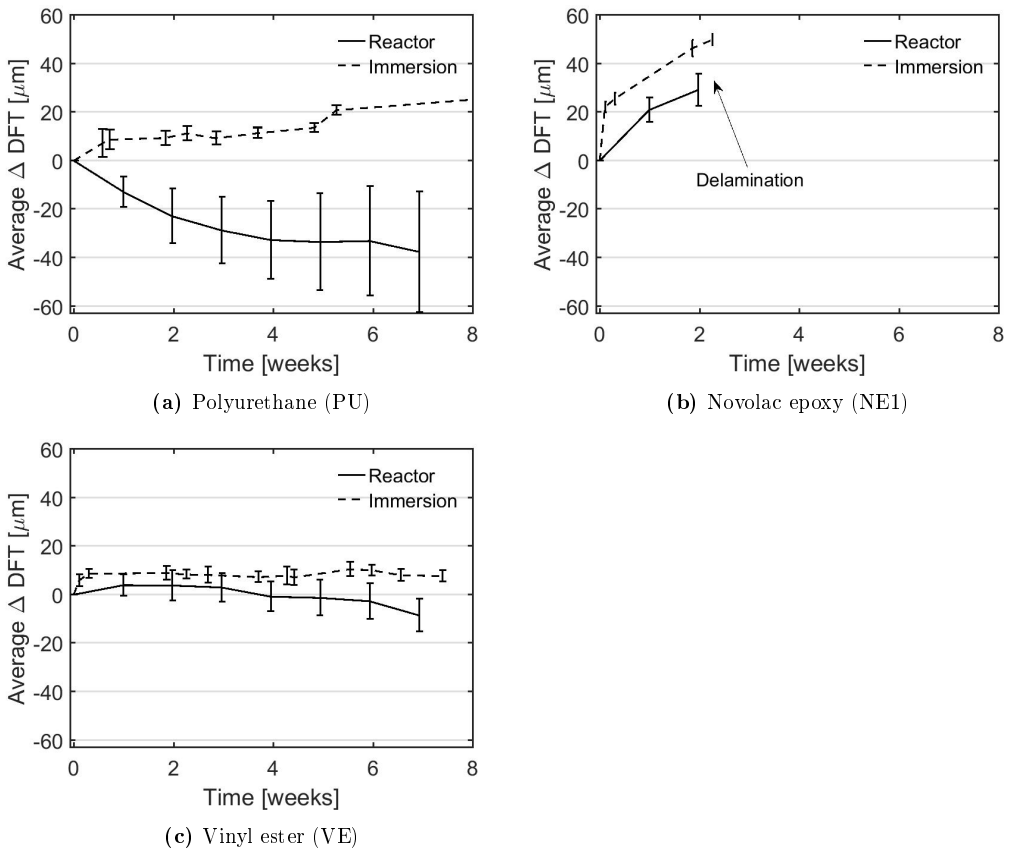 60
40
20
0
-20
-40
-60
Average Δ DFT [μm]
Reactor
Immersion
0 2 4 6 8
Time [weeks]
(a) Polyurethane (PU)
60
40
20
0
-20
-40
-60
Average Δ DFT [μm]
Reactor
Immersion
Delamination
0 2 4 6 8
Time [weeks]
(b) Novolac epoxy (NE1)
60
40
20
0
-20
-40
-60
Average Δ DFT [μm]
Reactor
Immersion
0 2 4 6 8
Time [weeks]
(c) Vinyl ester (VE)